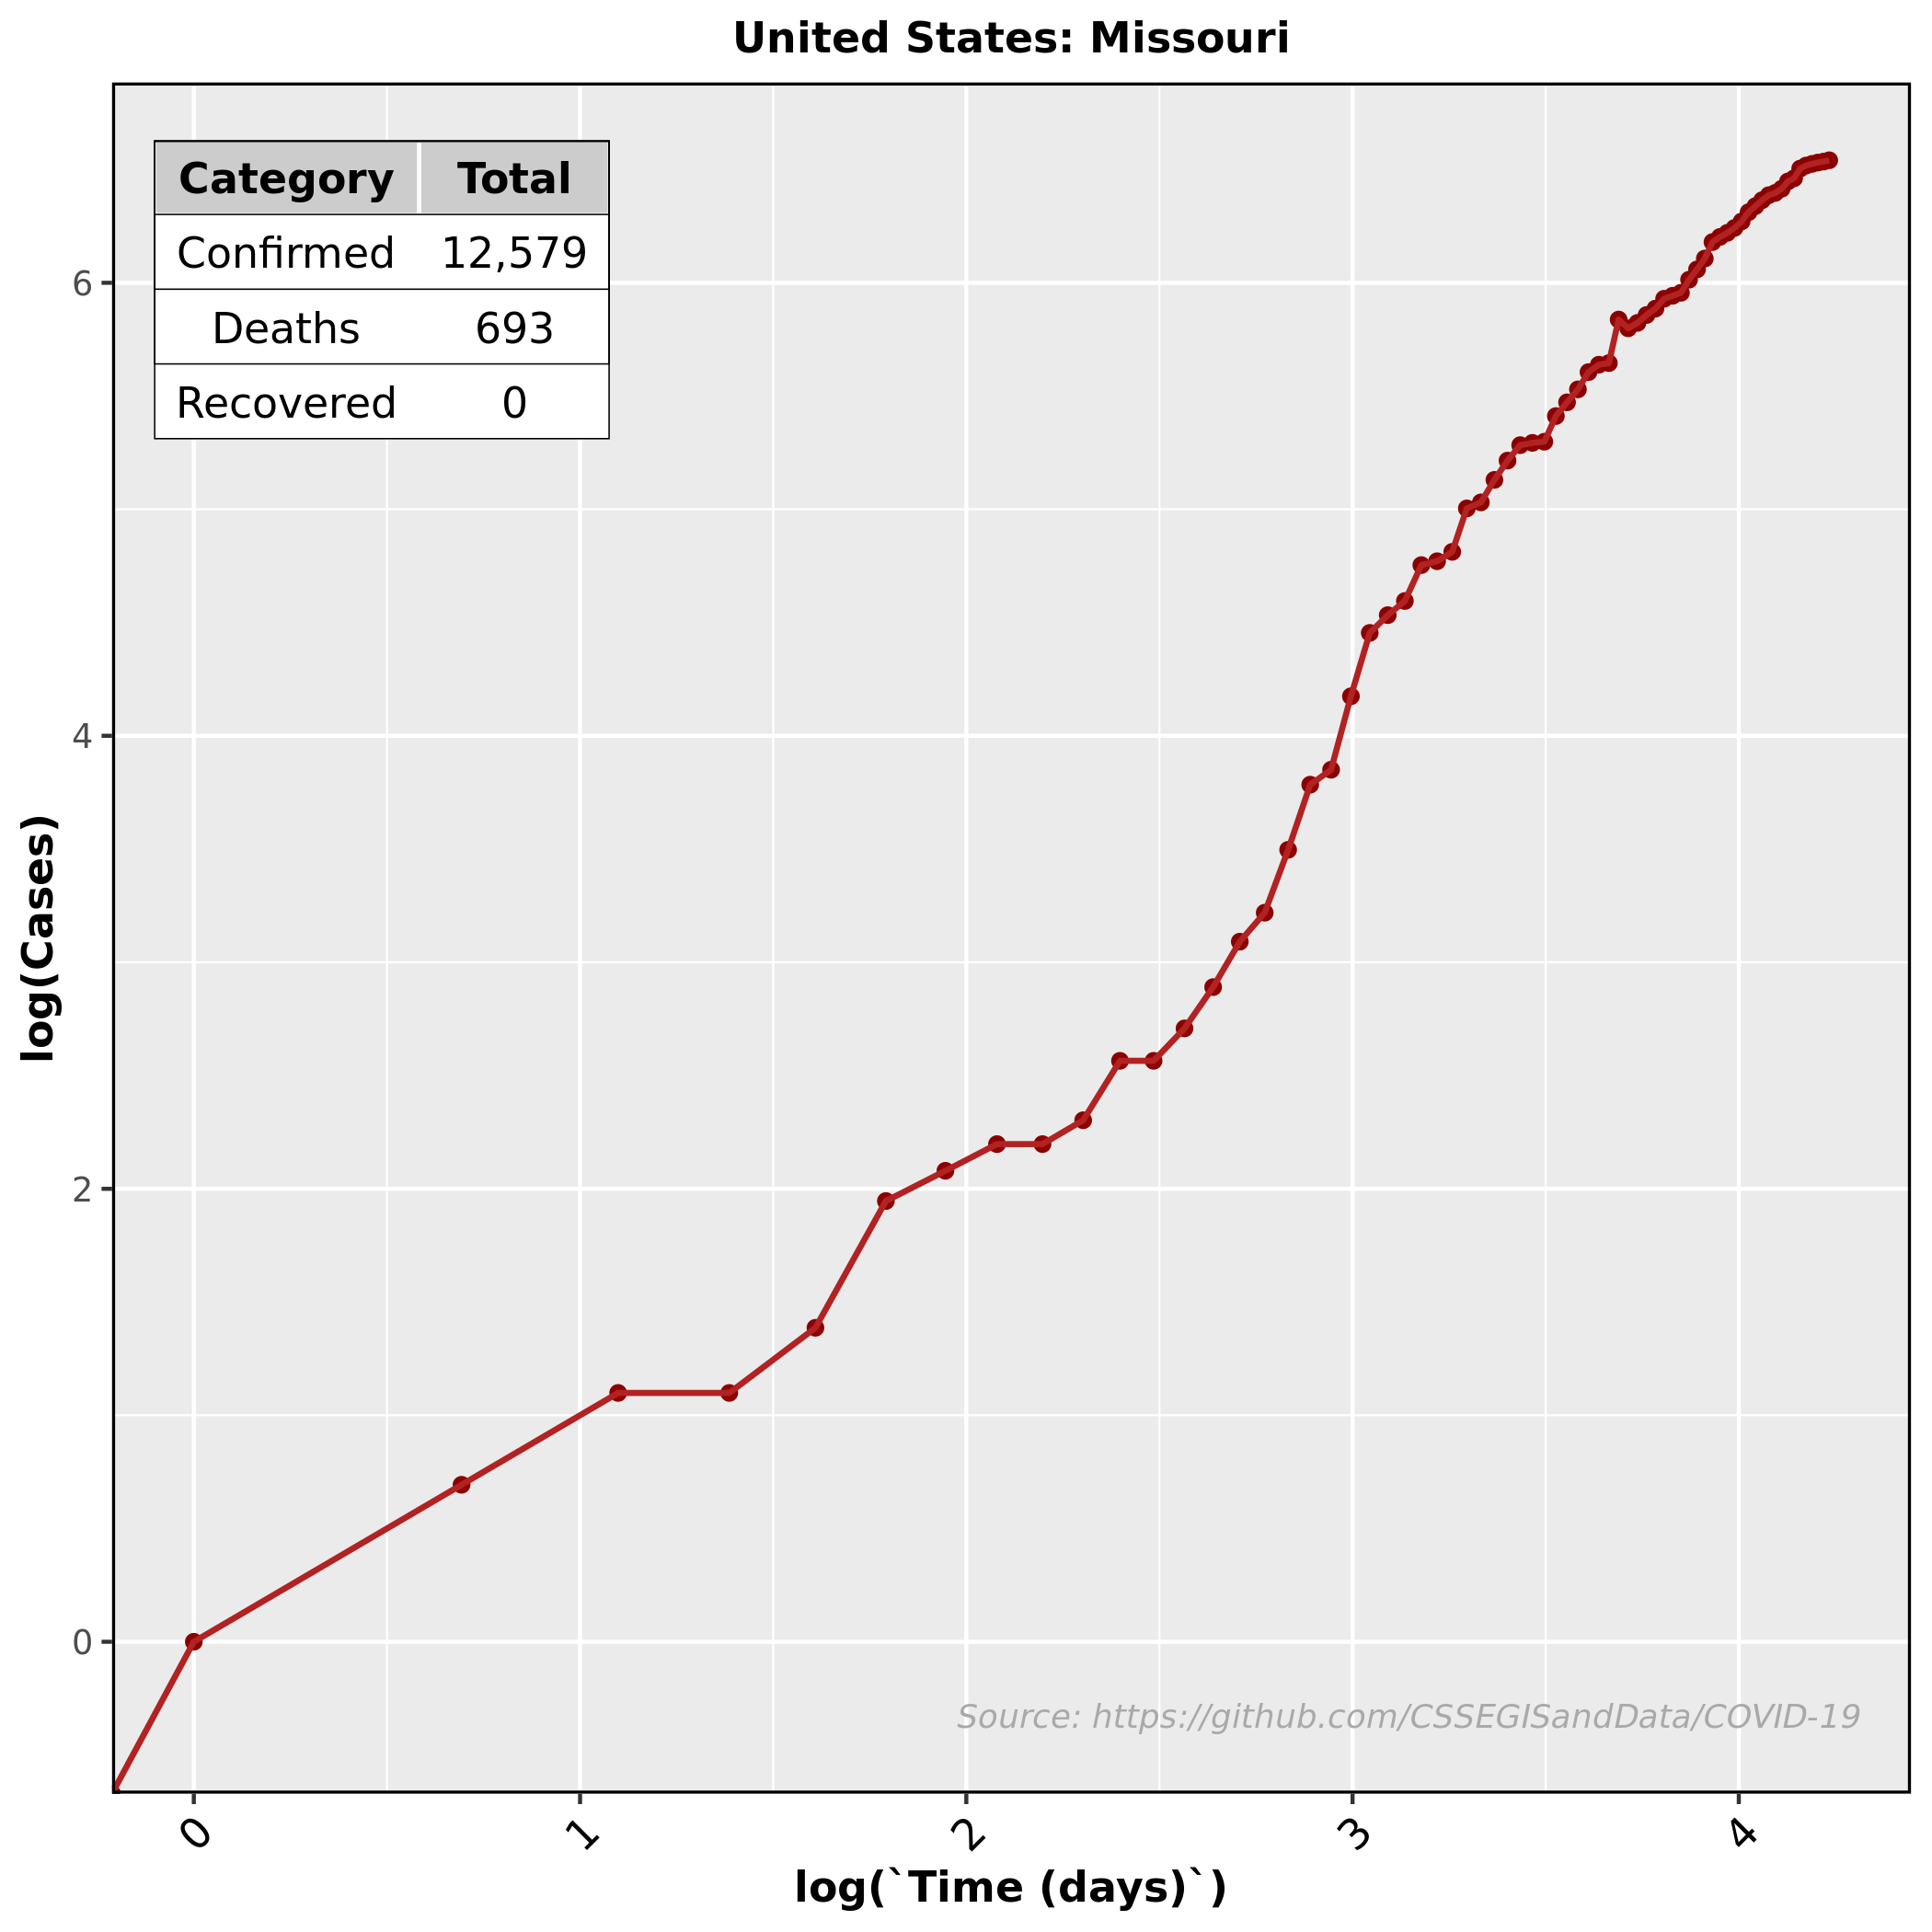 United States: Missouri
Category Total
Confirmed 12,579
Deaths 693
Recovered 0
6
4
2
0
log(Cases)
Source: https://github.com/CSSEGISandData/COVID-19
0 1 2 3 4
log(`Time (days)`)